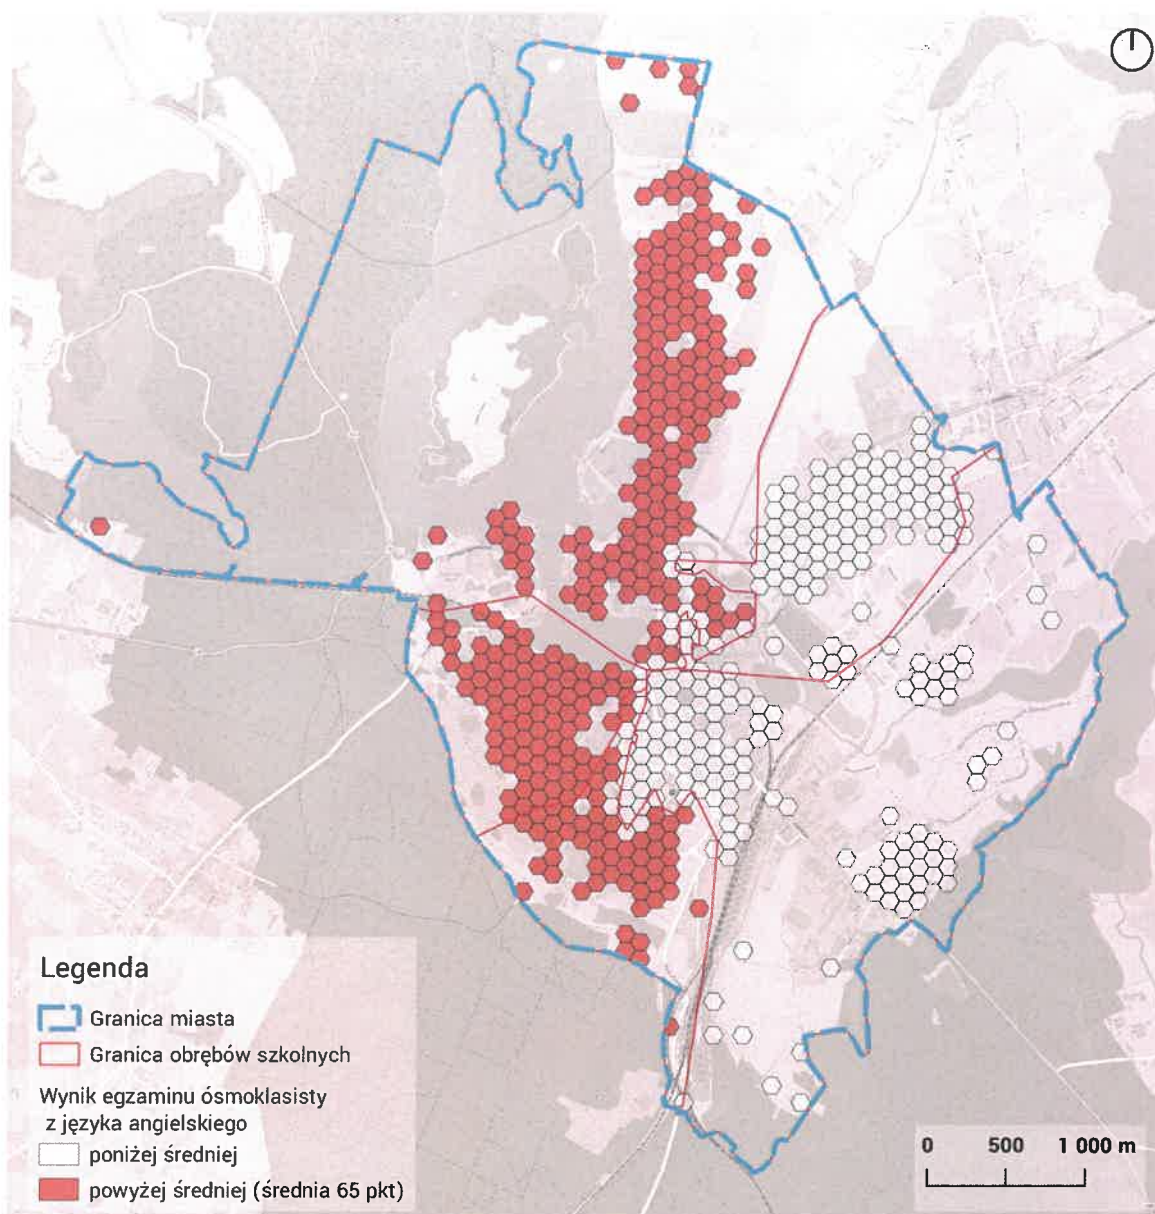 Legenda
Granica miasta
Granica obrębów szkolnych
Wynik egzaminu ósmoklasisty
z języka angielskiego
poniżej średniej
powyżej średniej (średnia 65 pkt)
0 500 1 000 m